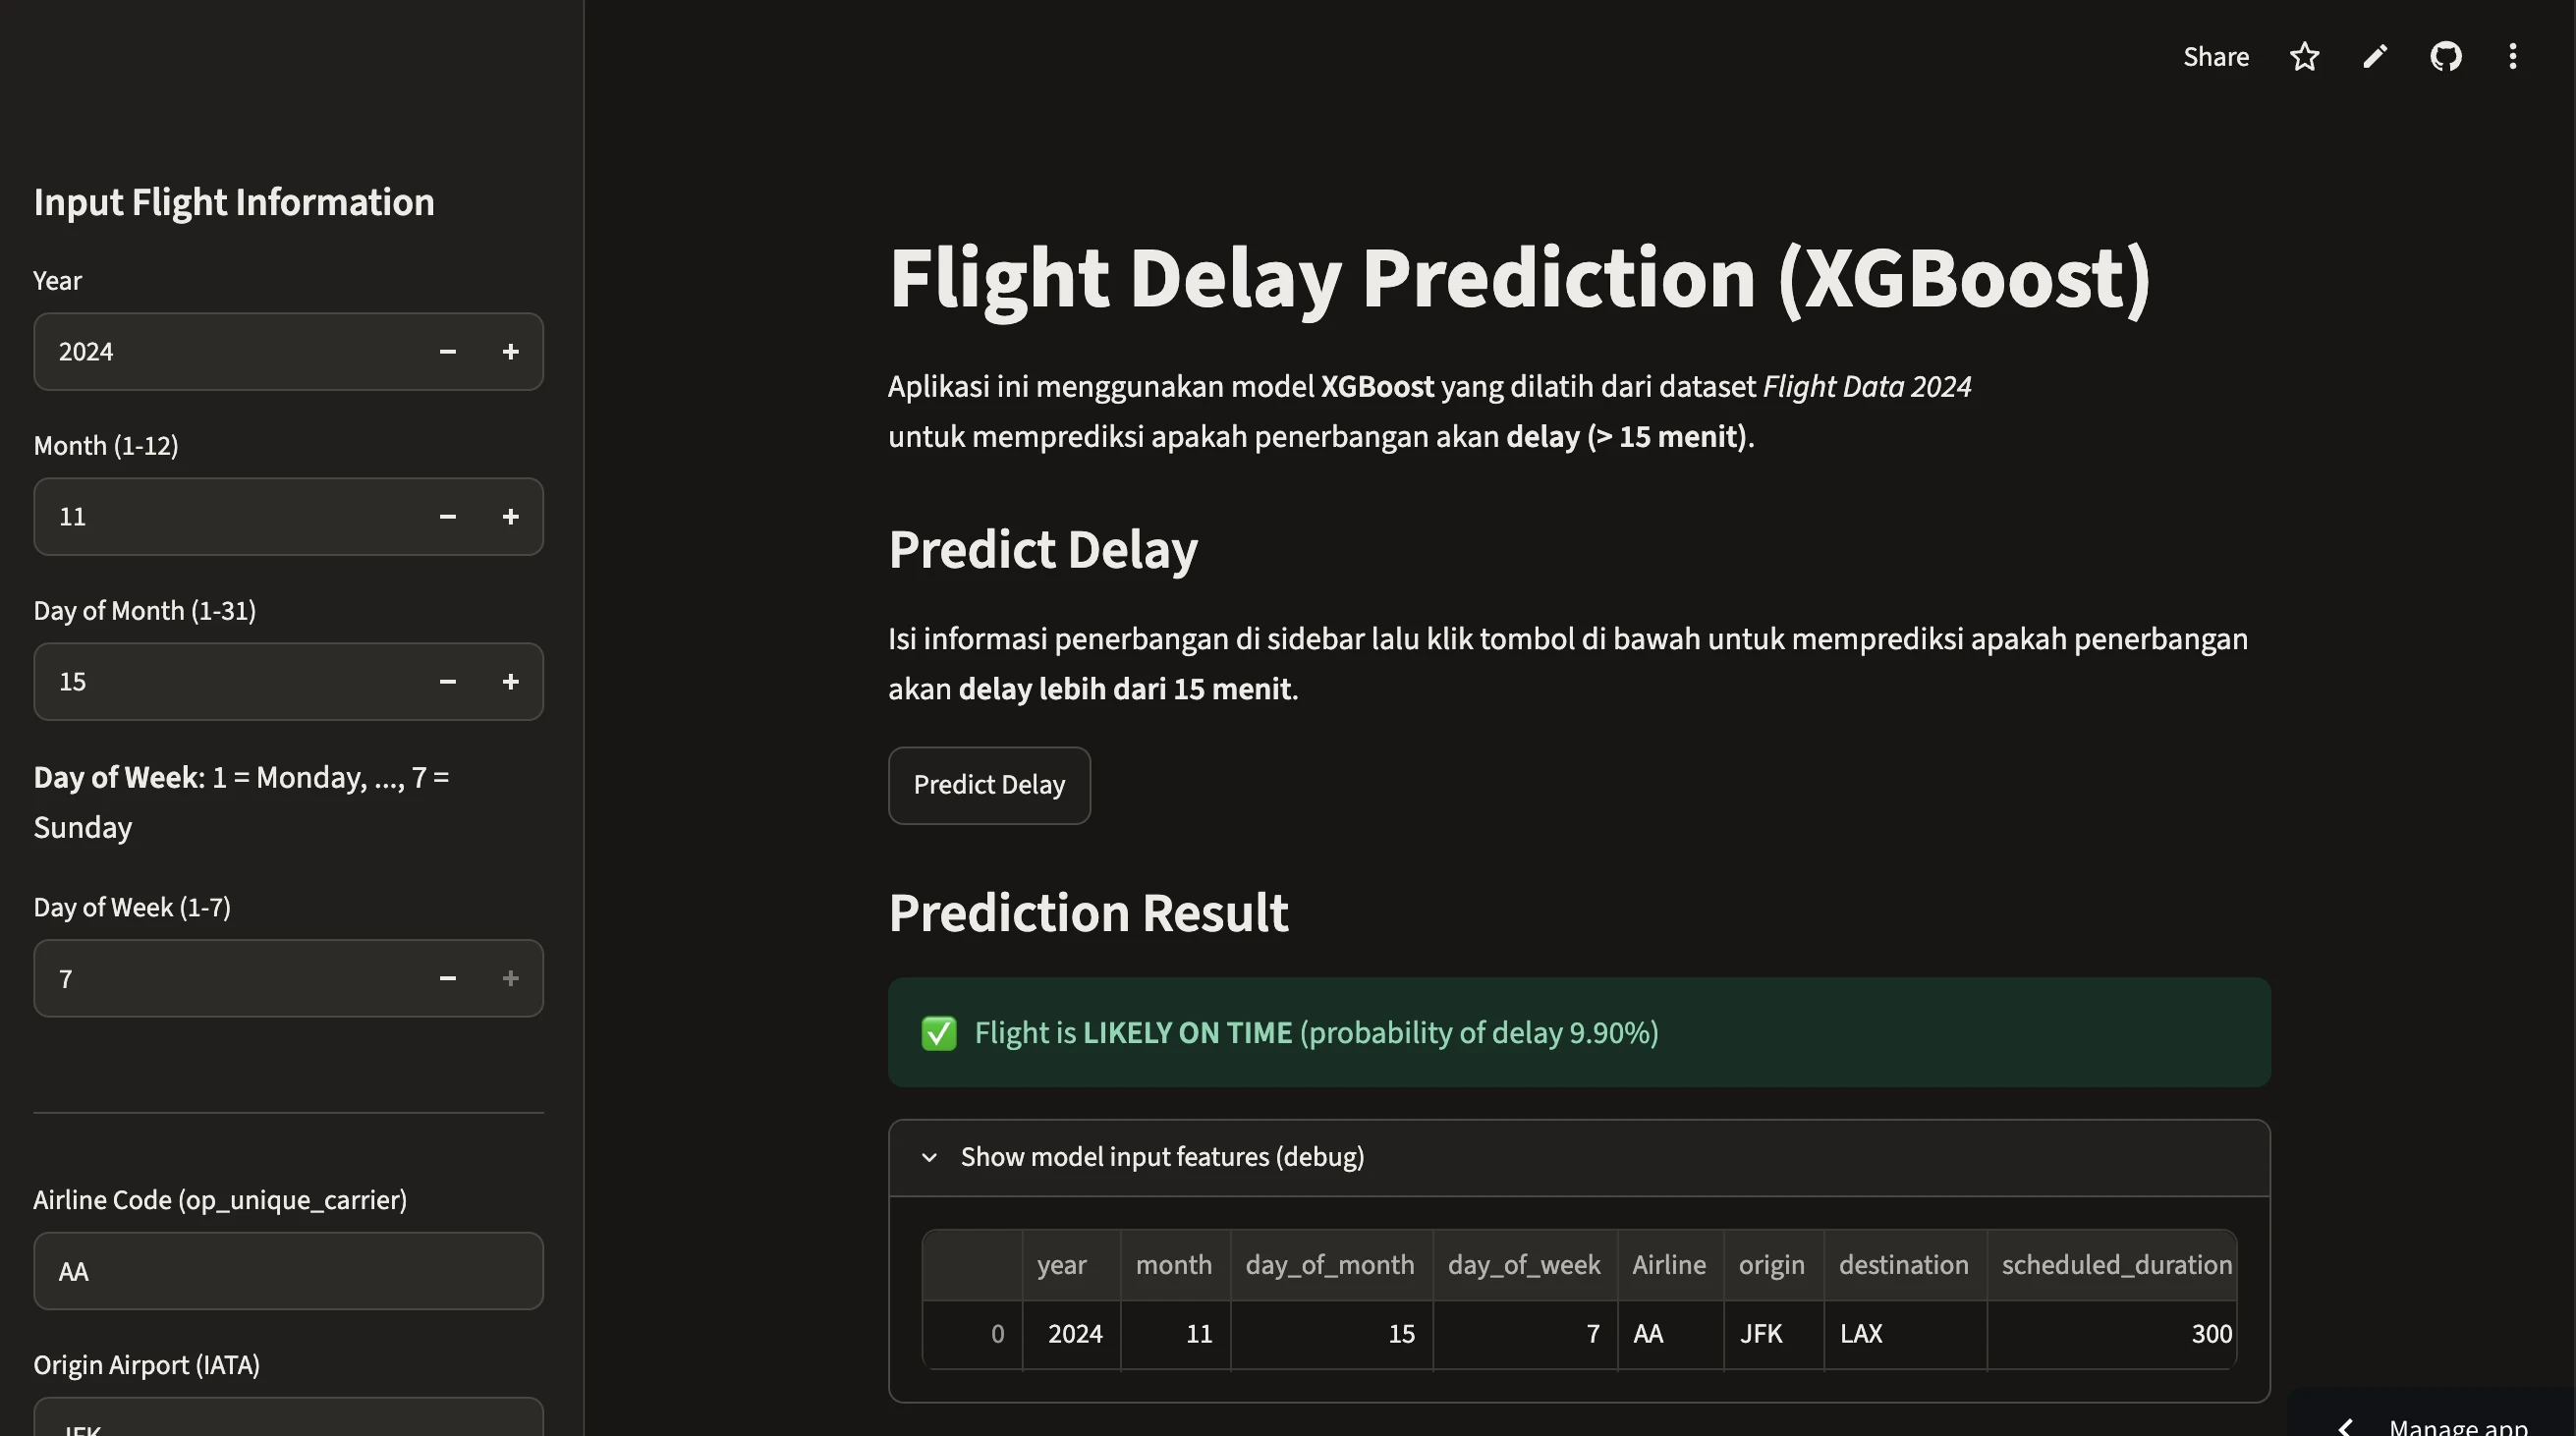 Share
Input Flight Information
Year
2024
Month (1-12)
11
Day of Month (1-31)
15
Day of Week: 1 = Monday, ..., 7 =
Sunday
Day of Week (1-7)
7
Airline Code (op_unique_carrier)
AA
Origin Airport (IATA)
JFK
Flight Delay Prediction (XGBoost)
Aplikasi ini menggunakan model XGBoost yang dilatih dari dataset Flight Data 2024
untuk memprediksi apakah penerbangan akan delay (> 15 menit).
Predict Delay
Isi informasi penerbangan di sidebar lalu klik tombol di bawah untuk memprediksi apakah penerbangan
akan delay lebih dari 15 menit.
Predict Delay
Prediction Result
Flight is LIKELY ON TIME (probability of delay 9.90%)
Show model input features (debug)
year month day_of_month day_of_week Airline origin destination scheduled_duration
0 2024 11 15 7 AA JFK LAX 300
Manage app